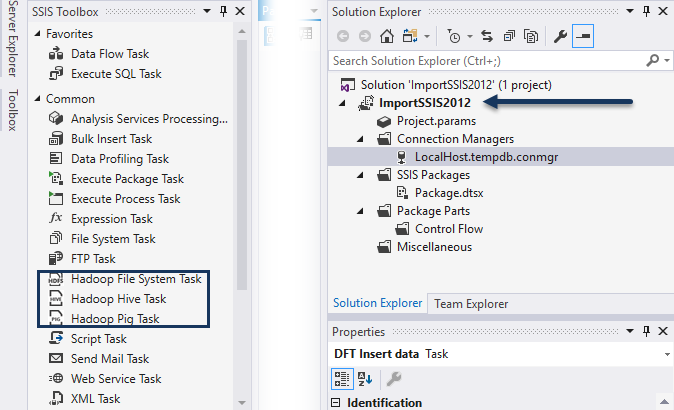 Server Explorer
Toolbox
SSIS Toolbox
Favorites
Data Flow Task
Execute SQL Task
Common
Analysis Services Processing...
Bulk Insert Task
Data Profiling Task
Execute Package Task
Execute Process Task
fx Expression Task
File System Task
FTP Task
HDFS Hadoop File System Task
HIVE Hadoop Hive Task
PIG Hadoop Pig Task
Script Task
Send Mail Task
Web Service Task
XML Task
Solution Explorer
Search Solution Explorer (Ctrl+;)
Solution 'ImportSSIS2012' (1 project)
ImportSSIS2012
Project.params
Connection Managers
LocalHost.tempdb.conmgr
SSIS Packages
Package.dtsx
Package Parts
Control Flow
Miscellaneous
Solution Explorer Team Explorer
Properties
DFT Insert data Task
Identification